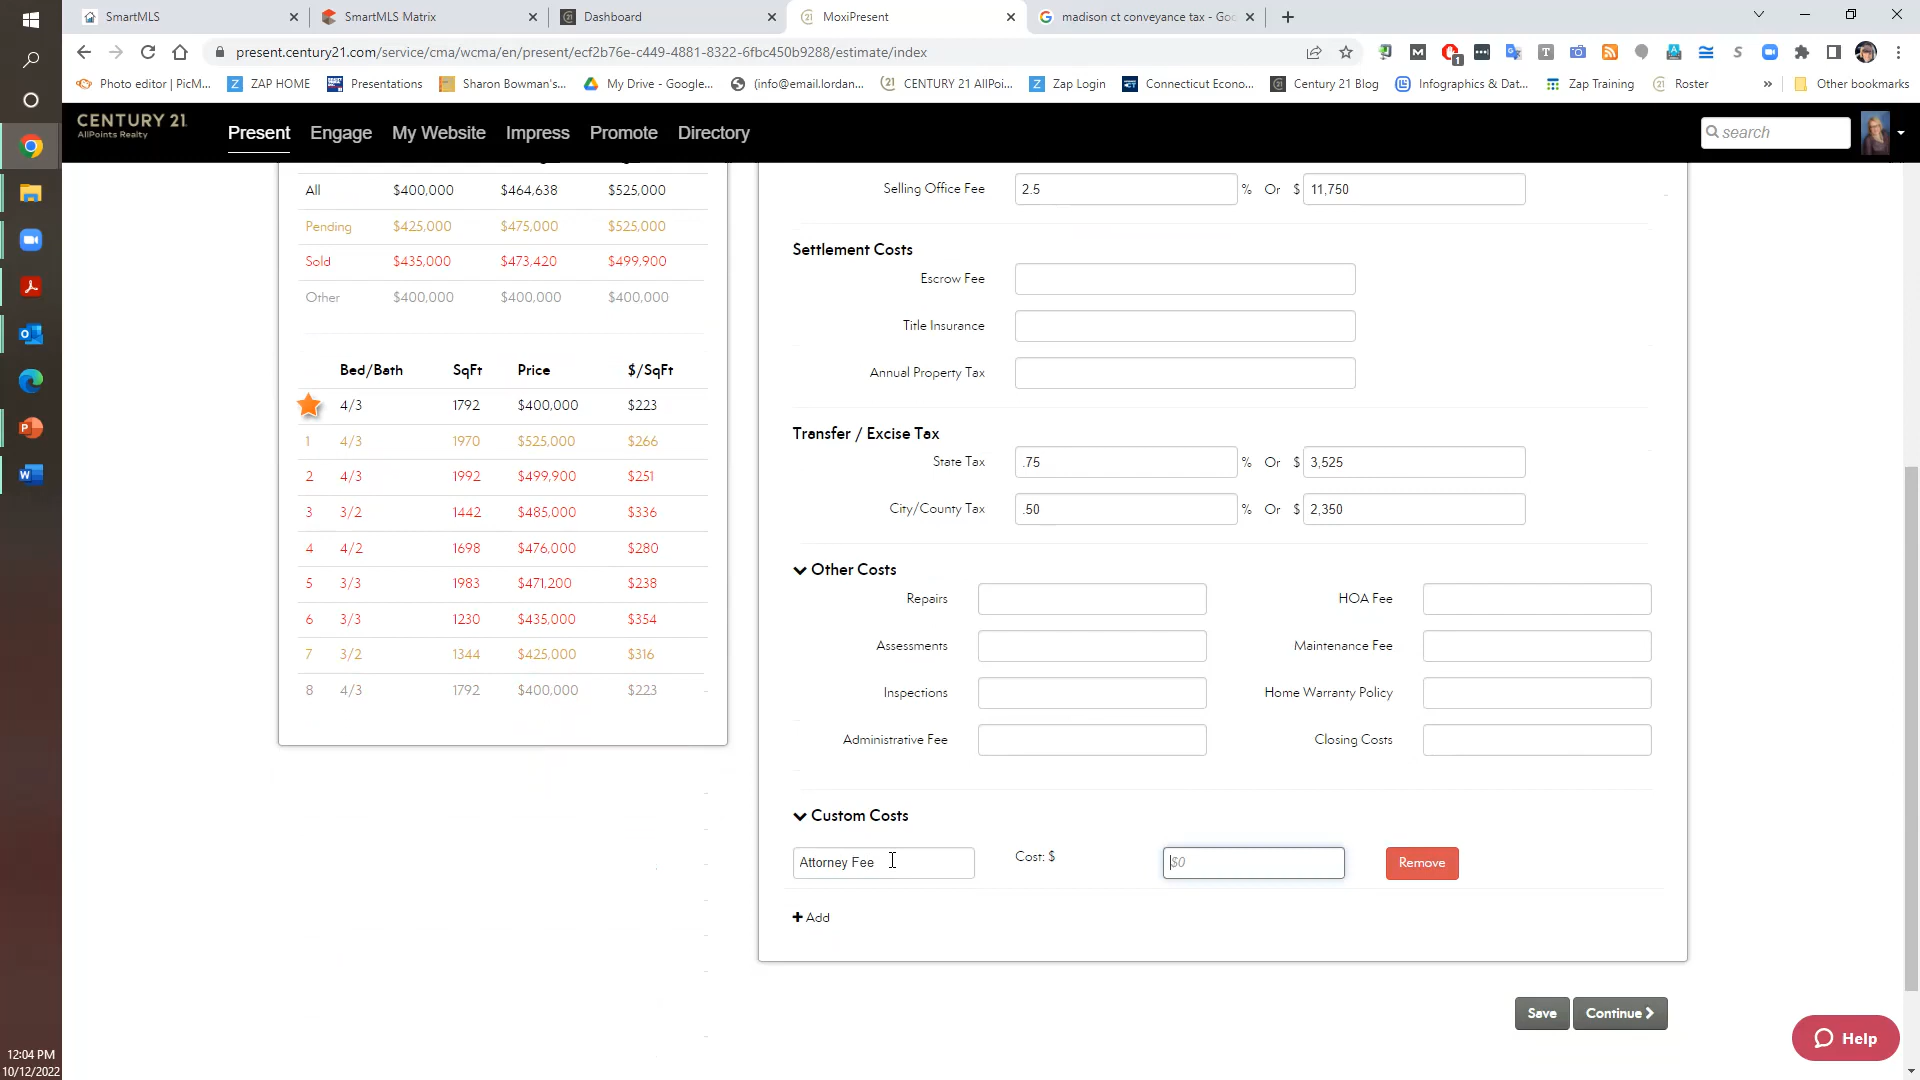 SmartMLS
SmartMLS Matrix
Dashboard
MoxiPresent
madison ct conveyance tax - Goo
present.century21.com/service/cma/wcma/en/present/ecf2b76e-c449-4881-8322-6fbc450b9288/estimate/index
Photo editor | PicM...
ZAP HOME
Presentations
Sharon Bowman's...
My Drive - Google...
(info@email.lordan...
CENTURY 21 AllPoi...
Zap Login
Connecticut Econo...
Century 21 Blog
Infographics & Dat...
Zap Training
Roster
»
Other bookmarks
CENTURY 21
AllPoints Realty
Present
Engage
My Website
Impress
Promote
Directory
search
All $400,000 $464,638 $525,000
Pending $425,000 $475,000 $525,000
Sold $435,000 $473,420 $499,900
Other $400,000 $400,000 $400,000
Bed/Bath SqFt Price $/SqFt
4/3 1792 $400,000 $223
1 4/3 1970 $525,000 $266
2 4/3 1992 $499,900 $251
3 3/2 1442 $485,000 $336
4 4/2 1698 $476,000 $280
5 3/3 1983 $471,200 $238
6 3/3 1230 $435,000 $354
7 3/2 1344 $425,000 $316
8 4/3 1792 $400,000 $223
Selling Office Fee 2.5 % Or $ 11,750
Settlement Costs
Escrow Fee
Title Insurance
Annual Property Tax
Transfer / Excise Tax
State Tax .75 % Or $ 3,525
City/County Tax .50 % Or $ 2,350
Other Costs
Repairs HOA Fee
Assessments Maintenance Fee
Inspections Home Warranty Policy
Administrative Fee Closing Costs
Custom Costs
Attorney Fee Cost: $ $0 Remove
+ Add
Save Continue
Help
12:04 PM
10/12/2022